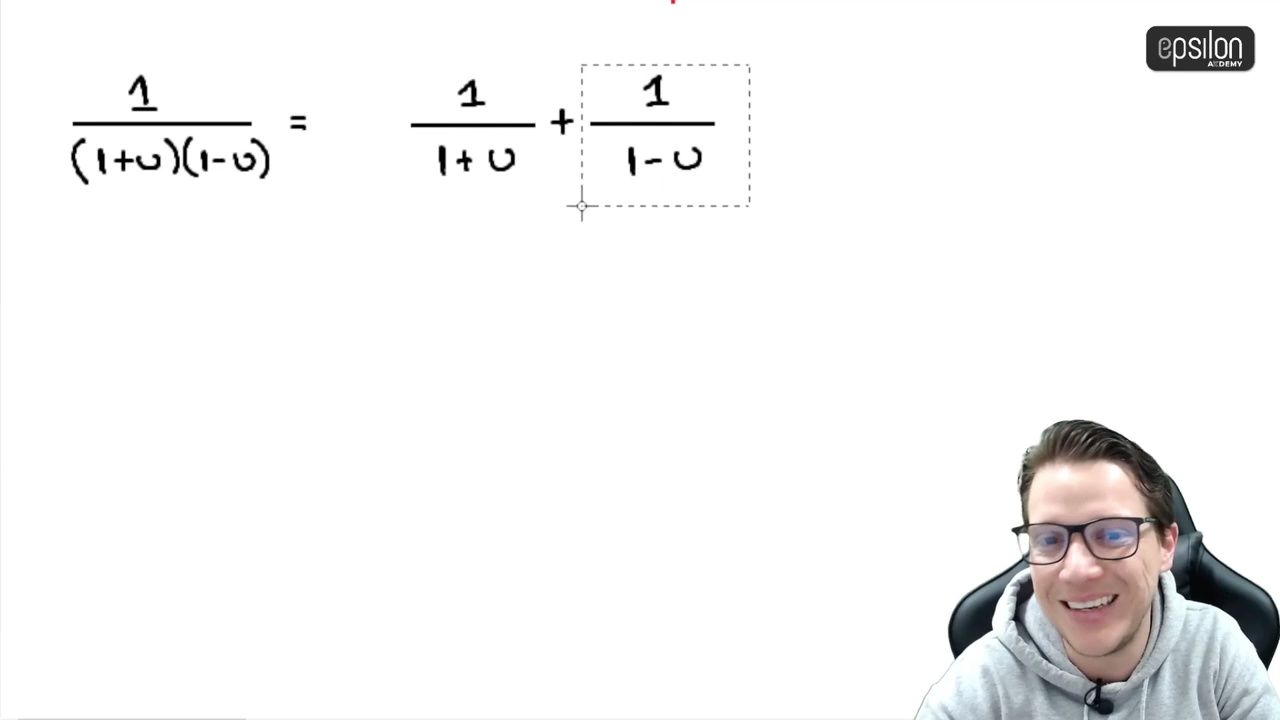 epsilon
ACADEMY
1/((1+u)(1-u)) = 1/(1+u) + 1/(1-u)